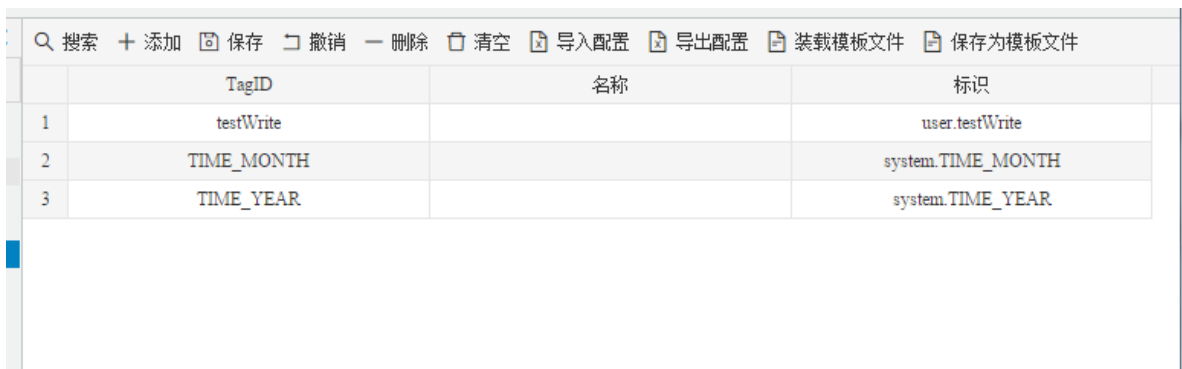 搜索 添加 保存 撤销 删除 清空 导入配置 导出配置 装载模板文件 保存为模板文件
TagID 名称 标识
1 testWrite user.testWrite
2 TIME_MONTH system.TIME_MONTH
3 TIME_YEAR system.TIME_YEAR